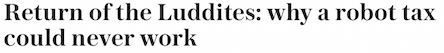 Return of the Luddites: why a robot tax
could never work